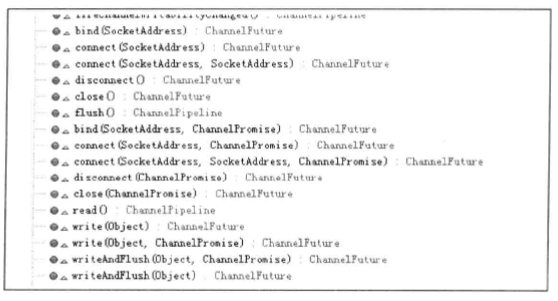 fireChannelWritabilityChanged() : ChannelPipeline
bind(SocketAddress) : ChannelFuture
connect(SocketAddress) : ChannelFuture
connect(SocketAddress, SocketAddress) : ChannelFuture
disconnect() : ChannelFuture
close() : ChannelFuture
flush() : ChannelPipeline
bind(SocketAddress, ChannelPromise) : ChannelFuture
connect(SocketAddress, ChannelPromise) : ChannelFuture
connect(SocketAddress, SocketAddress, ChannelPromise) : ChannelFuture
disconnect(ChannelPromise) : ChannelFuture
close(ChannelPromise) : ChannelFuture
read() : ChannelPipeline
write(Object) : ChannelFuture
write(Object, ChannelPromise) : ChannelFuture
writeAndFlush(Object, ChannelPromise) : ChannelFuture
writeAndFlush(Object) : ChannelFuture